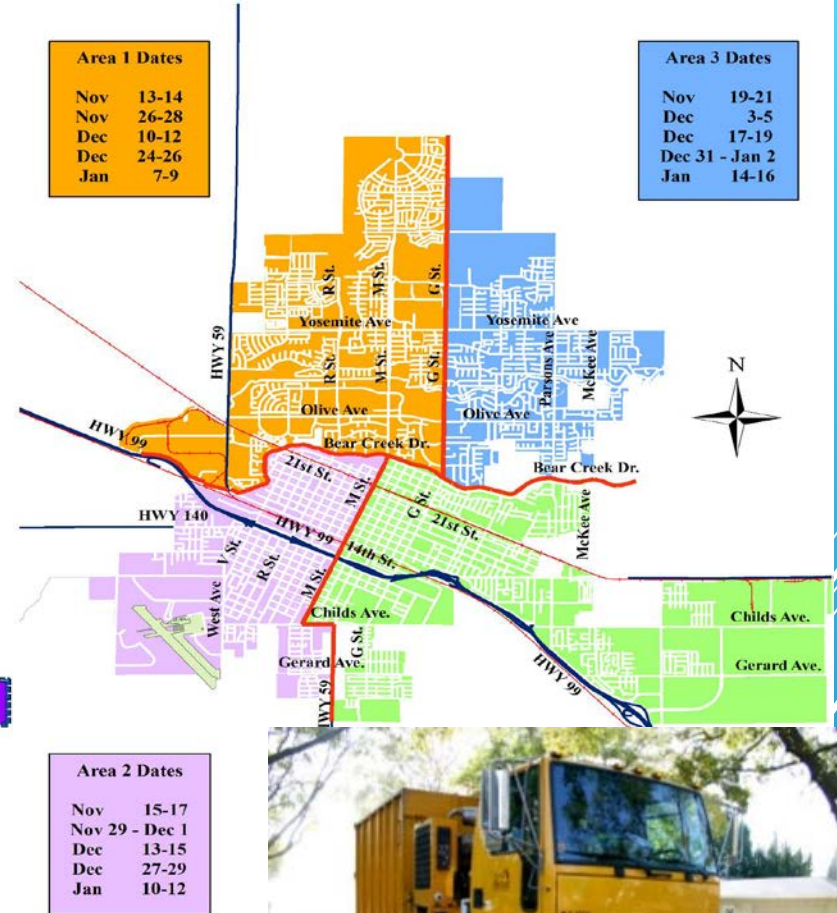 Area 1 Dates
Nov 13-14
Nov 26-28
Dec 10-12
Dec 24-26
Jan 7-9
Area 3 Dates
Nov 19-21
Dec 3-5
Dec 17-19
Dec 31 - Jan 2
Jan 14-16
HWY 59
R St.
M St.
G St.
Yosemite Ave
Yosemite Ave
R St.
M St.
G St.
Parsons Ave
McKee Ave
Olive Ave
Olive Ave
N
HWY 99
Bear Creek Dr.
Bear Creek Dr.
21st St.
M St.
G St.
21st St.
McKee Ave
HWY 140
HWY 99
14th St.
V St.
R St.
M St.
West Ave
Childs Ave.
Childs Ave.
G St.
Gerard Ave.
Gerard Ave.
HWY 99
HWY 59
Area 2 Dates
Nov 15-17
Nov 29 - Dec 1
Dec 13-15
Dec 27-29
Jan 10-12